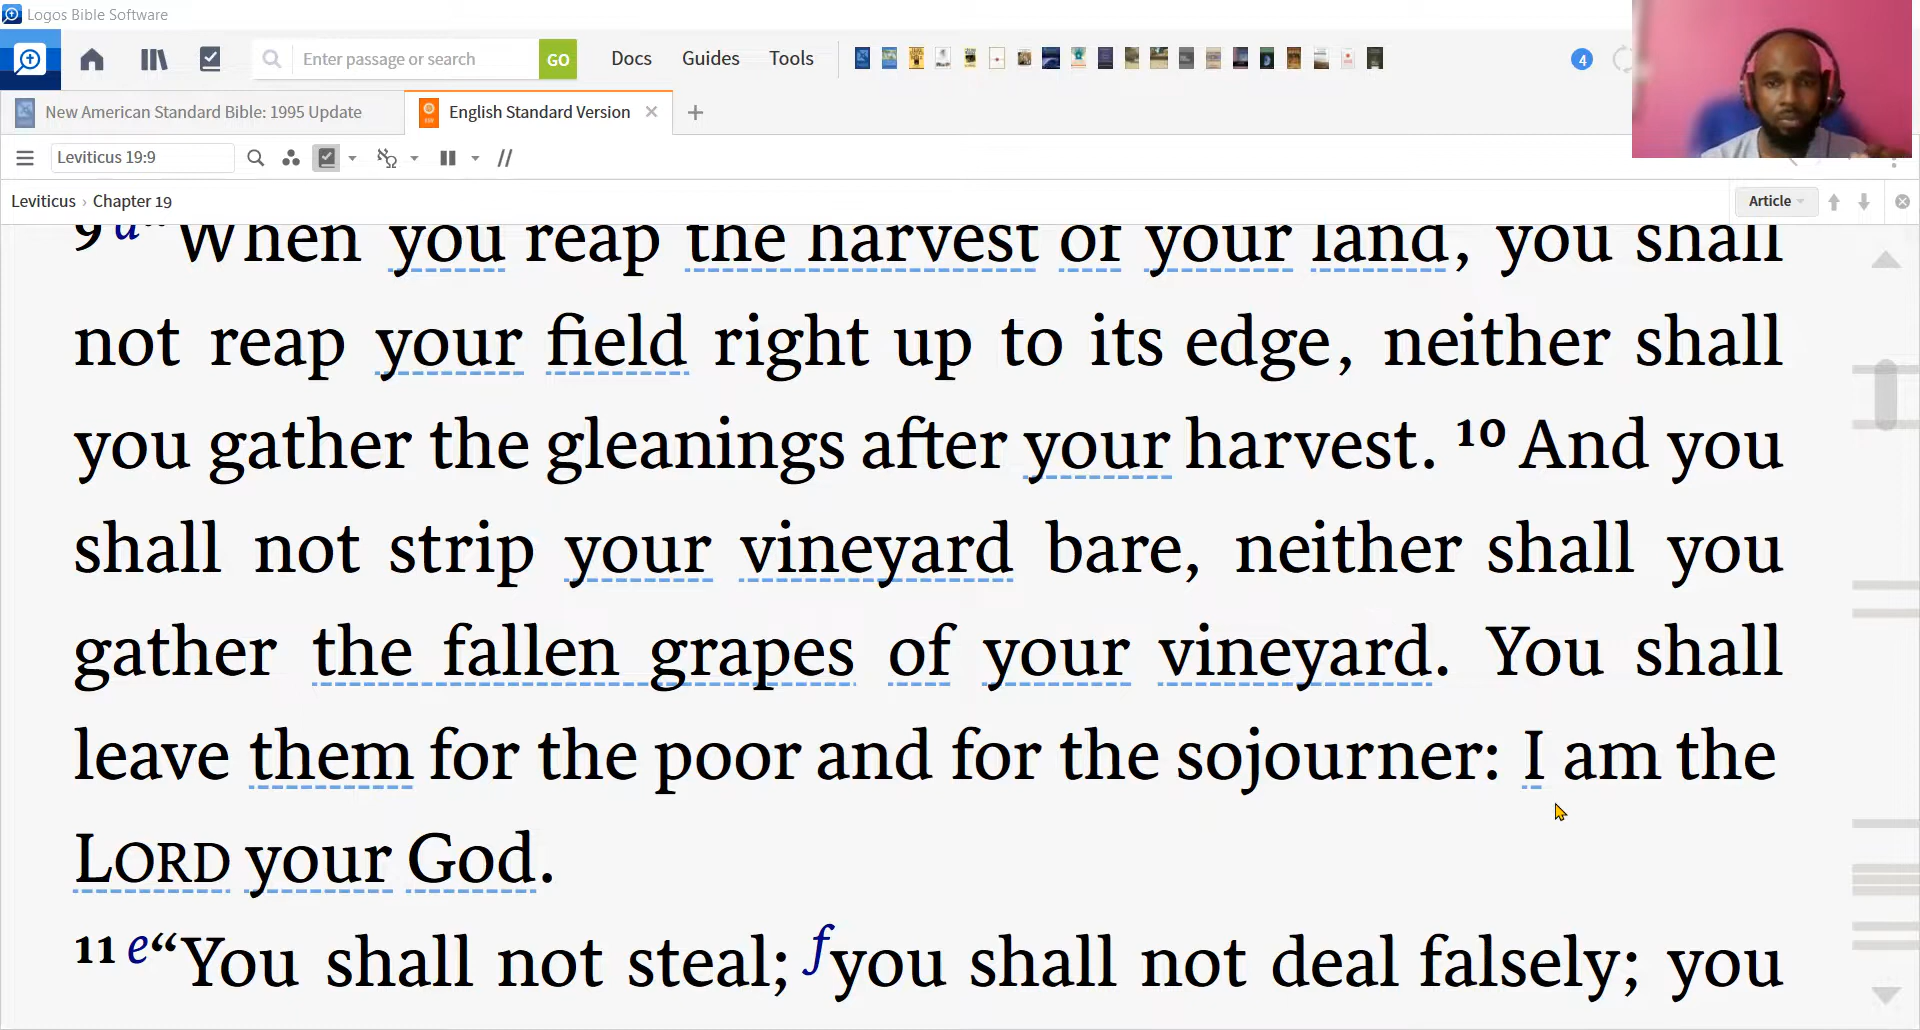 Logos Bible Software
Enter passage or search
GO
Docs
Guides
Tools
4
New American Standard Bible: 1995 Update
English Standard Version
Leviticus 19:9
Leviticus › Chapter 19
Article
9 d“When you reap the harvest of your land, you shall
not reap your field right up to its edge, neither shall
you gather the gleanings after your harvest. 10 And you
shall not strip your vineyard bare, neither shall you
gather the fallen grapes of your vineyard. You shall
leave them for the poor and for the sojourner: I am the
LORD your God.
11 e“You shall not steal; f you shall not deal falsely; you